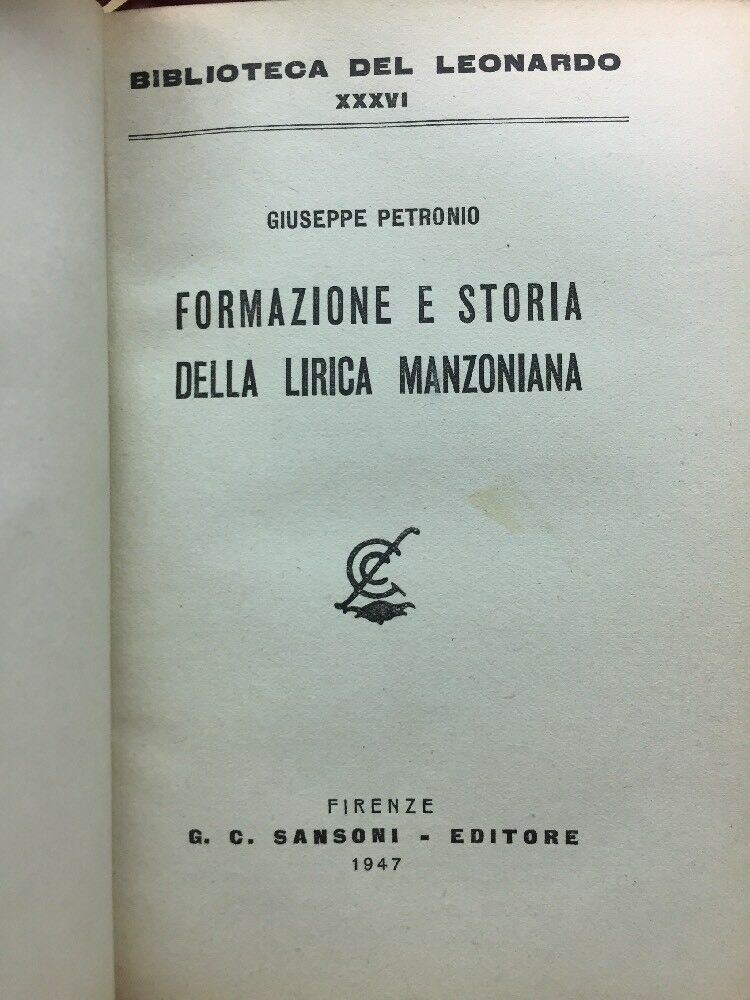 BIBLIOTECA DEL LEONARDO
XXXVI
GIUSEPPE PETRONIO
FORMAZIONE E STORIA
DELLA LIRICA MANZONIANA
FIRENZE
G. C. SANSONI - EDITORE
1947